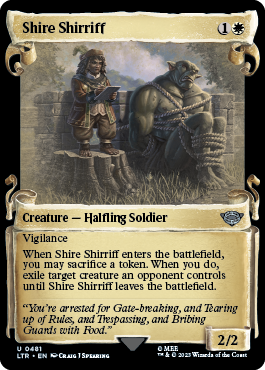 Shire Shirriff 1
Creature — Halfling Soldier
Vigilance
When Shire Shirriff enters the battlefield,
you may sacrifice a token. When you do,
exile target creature an opponent controls
until Shire Shirriff leaves the battlefield.
“You’re arrested for Gate-breaking, and Tearing
up of Rules, and Trespassing, and Bribing
Guards with Food.”
2/2
U 0481
LTR • EN Craig J Spearing
© MEE
™ & © 2023 Wizards of the Coast